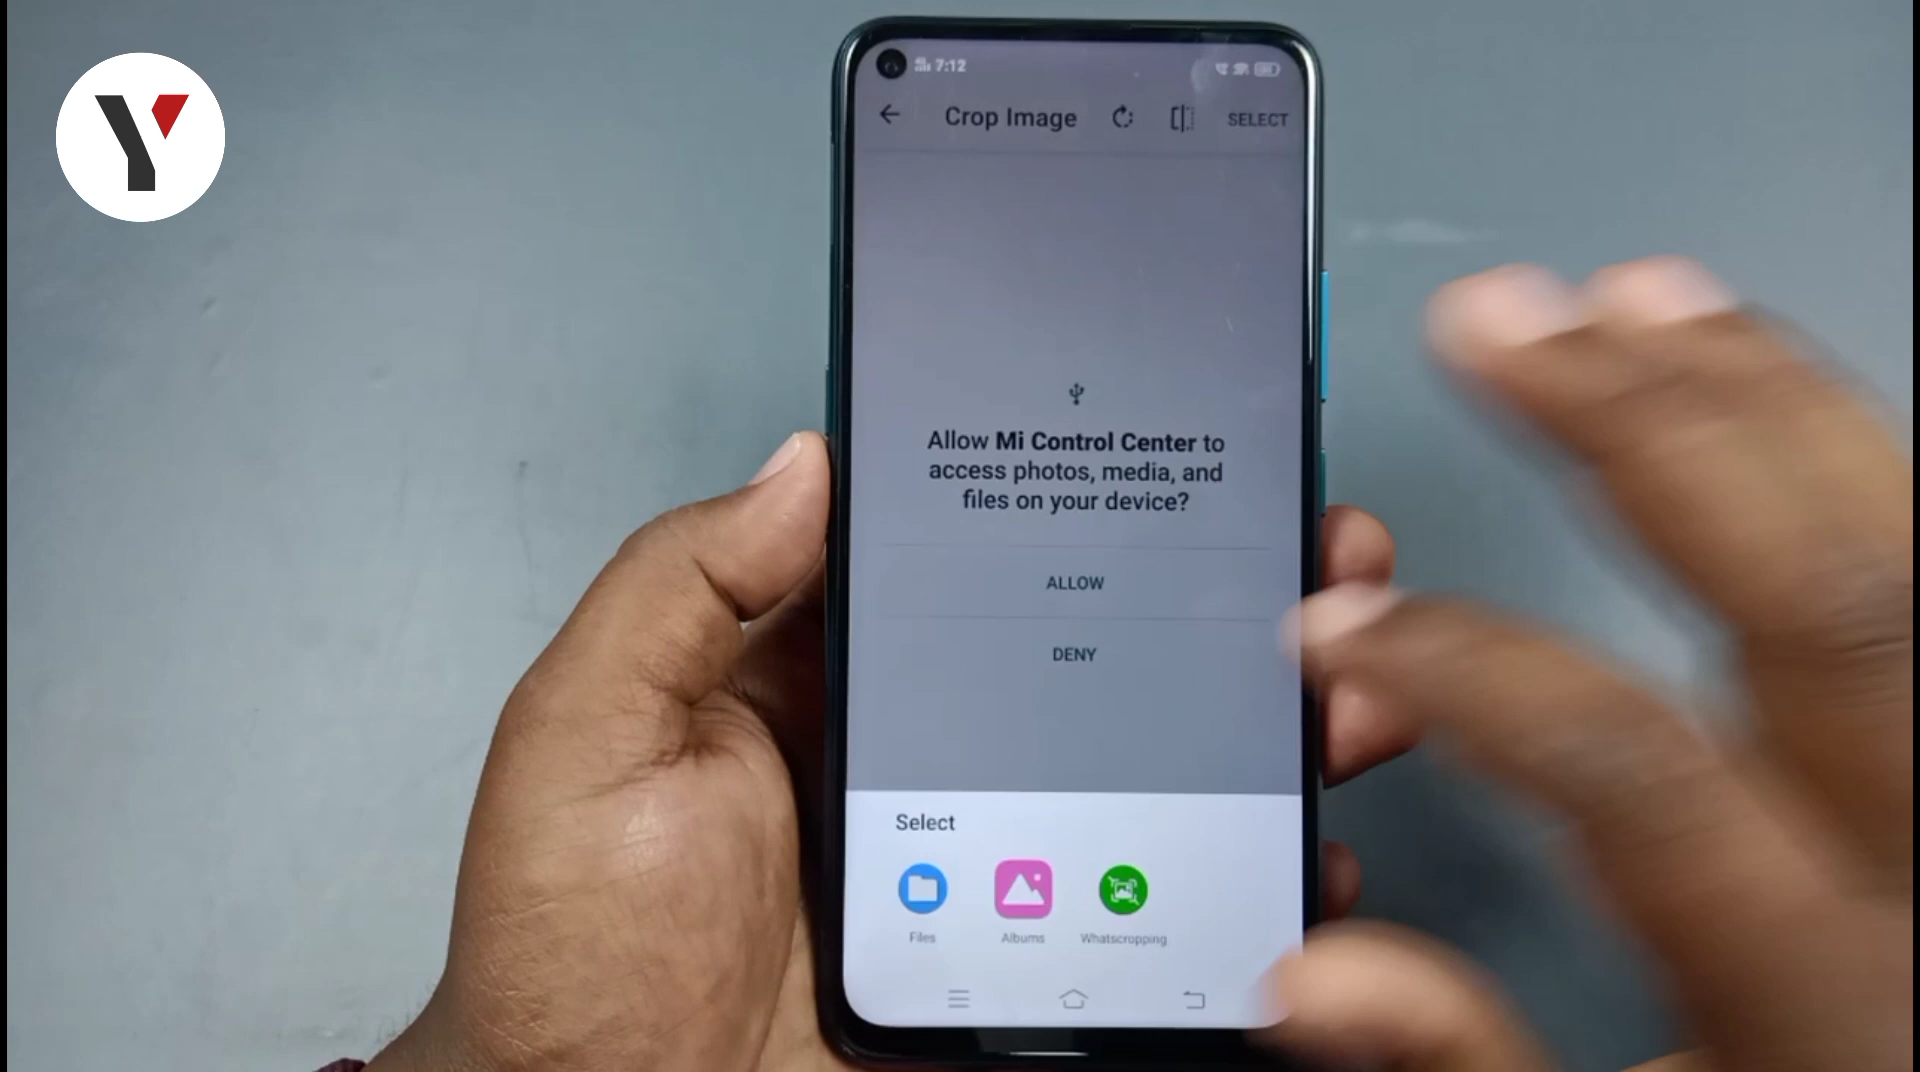 7:12
Crop Image
SELECT
Allow Mi Control Center to
access photos, media, and
files on your device?
ALLOW
DENY
Select
Files
Albums
Whatscropping